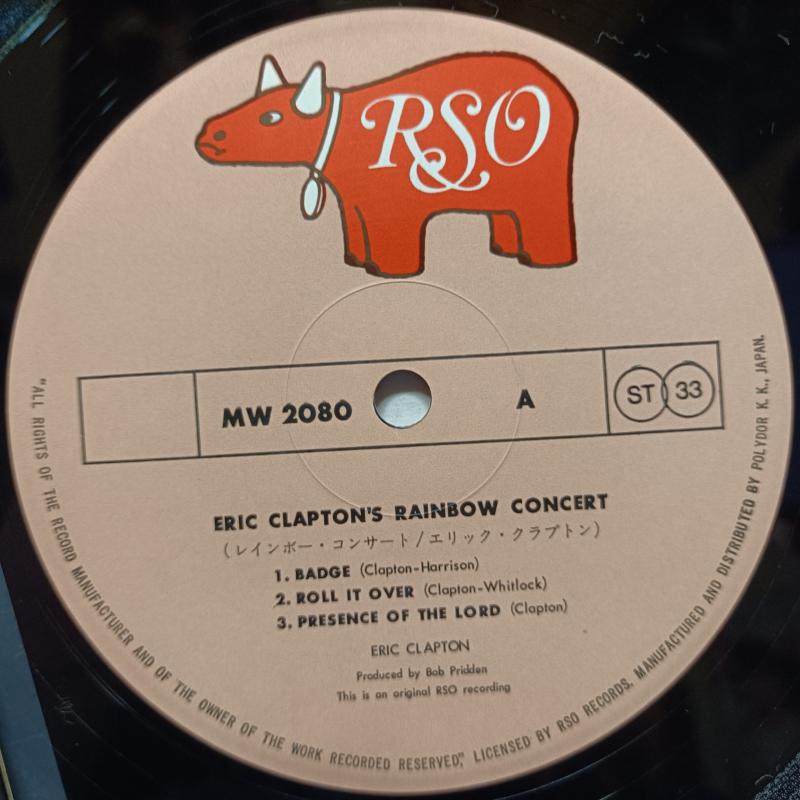 RSO
MW 2080 A ST 33
ERIC CLAPTON'S RAINBOW CONCERT
(レインボー・コンサート/エリック・クラプトン)
1. BADGE (Clapton-Harrison)
2. ROLL IT OVER (Clapton-Whitlock)
3. PRESENCE OF THE LORD (Clapton)
ERIC CLAPTON
Produced by Bob Pridden
This is an original RSO recording
"ALL RIGHTS OF THE RECORD MANUFACTURER AND OF THE OWNER OF THE WORK RECORDED RESERVED," LICENSED BY RSO RECORDS. MANUFACTURED AND DISTRIBUTED BY POLYDOR K. K., JAPAN.